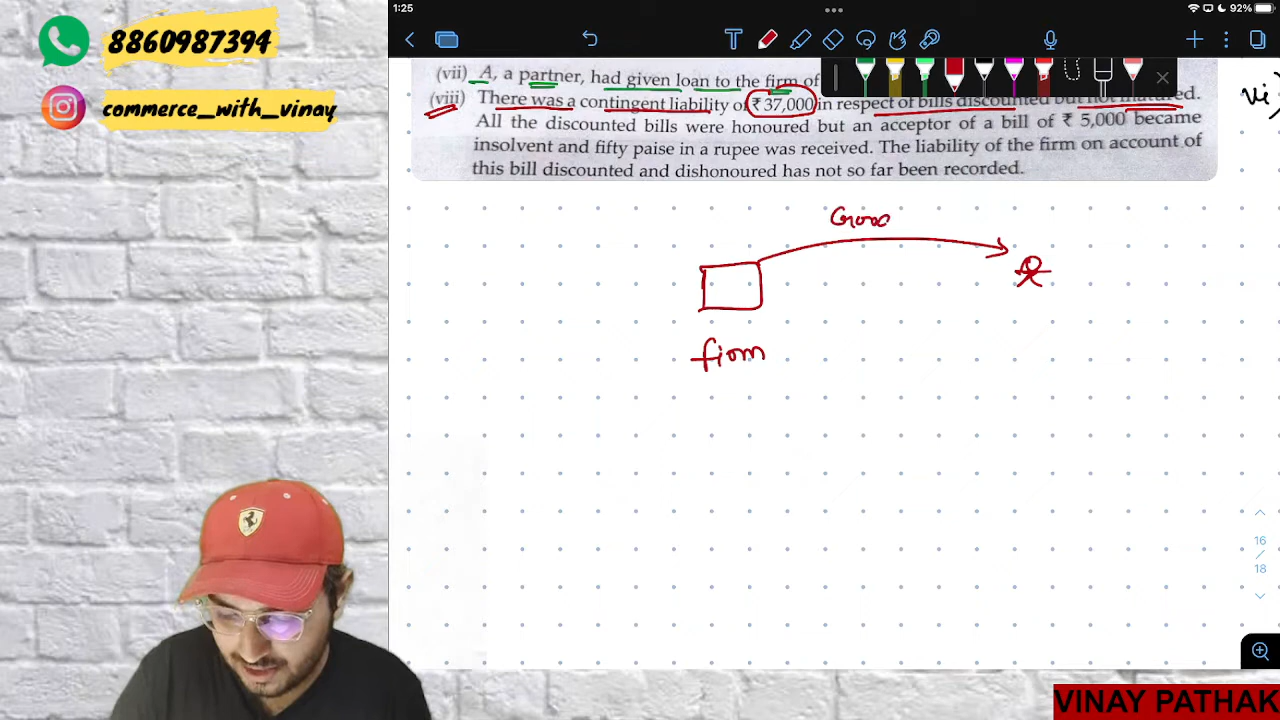 8860987394
commerce_with_vinay
1:25
92%
(vii) A, a partner, had given loan to the firm of
(viii) There was a contingent liability of ₹ 37,000 in respect of bills discounted but not matured.
All the discounted bills were honoured but an acceptor of a bill of ₹ 5,000 became
insolvent and fifty paise in a rupee was received. The liability of the firm on account of
this bill discounted and dishonoured has not so far been recorded.
vi)
firm
16
/
18
VINAY PATHAK